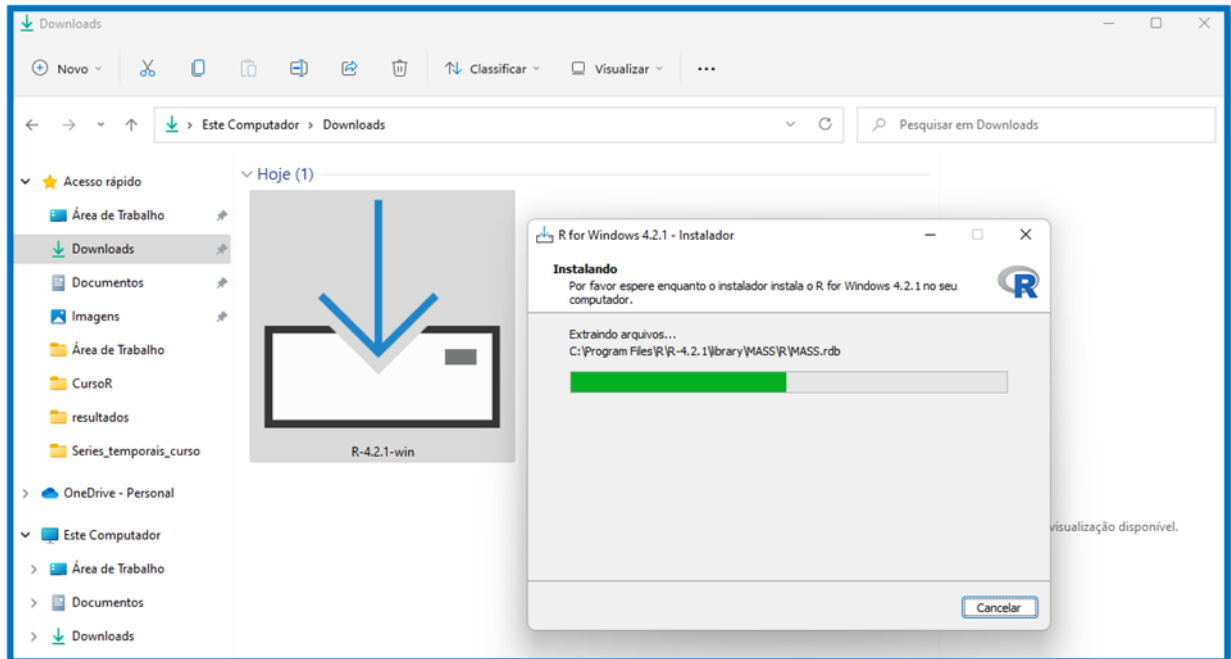 Downloads
Novo
Classificar
Visualizar
Este Computador > Downloads
Pesquisar em Downloads
Acesso rápido
Área de Trabalho
Downloads
Documentos
Imagens
Área de Trabalho
CursoR
resultados
Series_temporais_curso
OneDrive - Personal
Este Computador
Área de Trabalho
Documentos
Downloads
Hoje (1)
R-4.2.1-win
R for Windows 4.2.1 - Instalador
Instalando
Por favor espere enquanto o instalador instala o R for Windows 4.2.1 no seu
computador.
R
Extraindo arquivos...
C:\Program Files\R\R-4.2.1\library\MASS\R\MASS.rdb
Cancelar
visualização disponível.